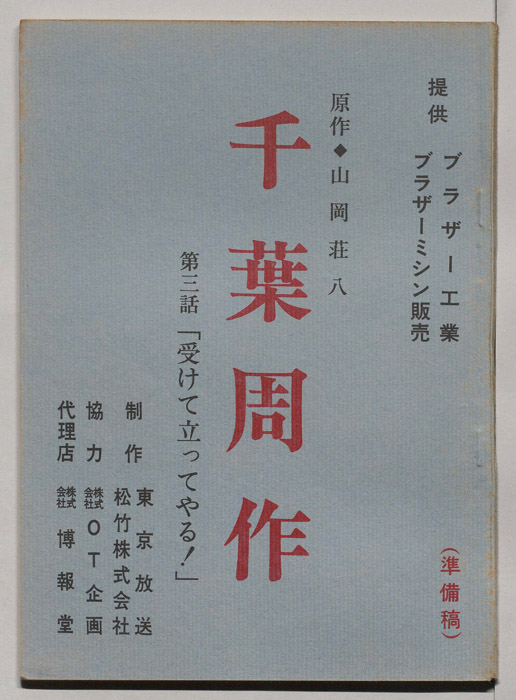 提供 ブラザー工業
ブラザーミシン販売
(準備稿)
原作◆山岡荘八
千葉周作
第三話「受けて立ってやる!」
制作 東京放送
松竹株式会社
協力 株式会社OT企画
代理店 株式会社博報堂